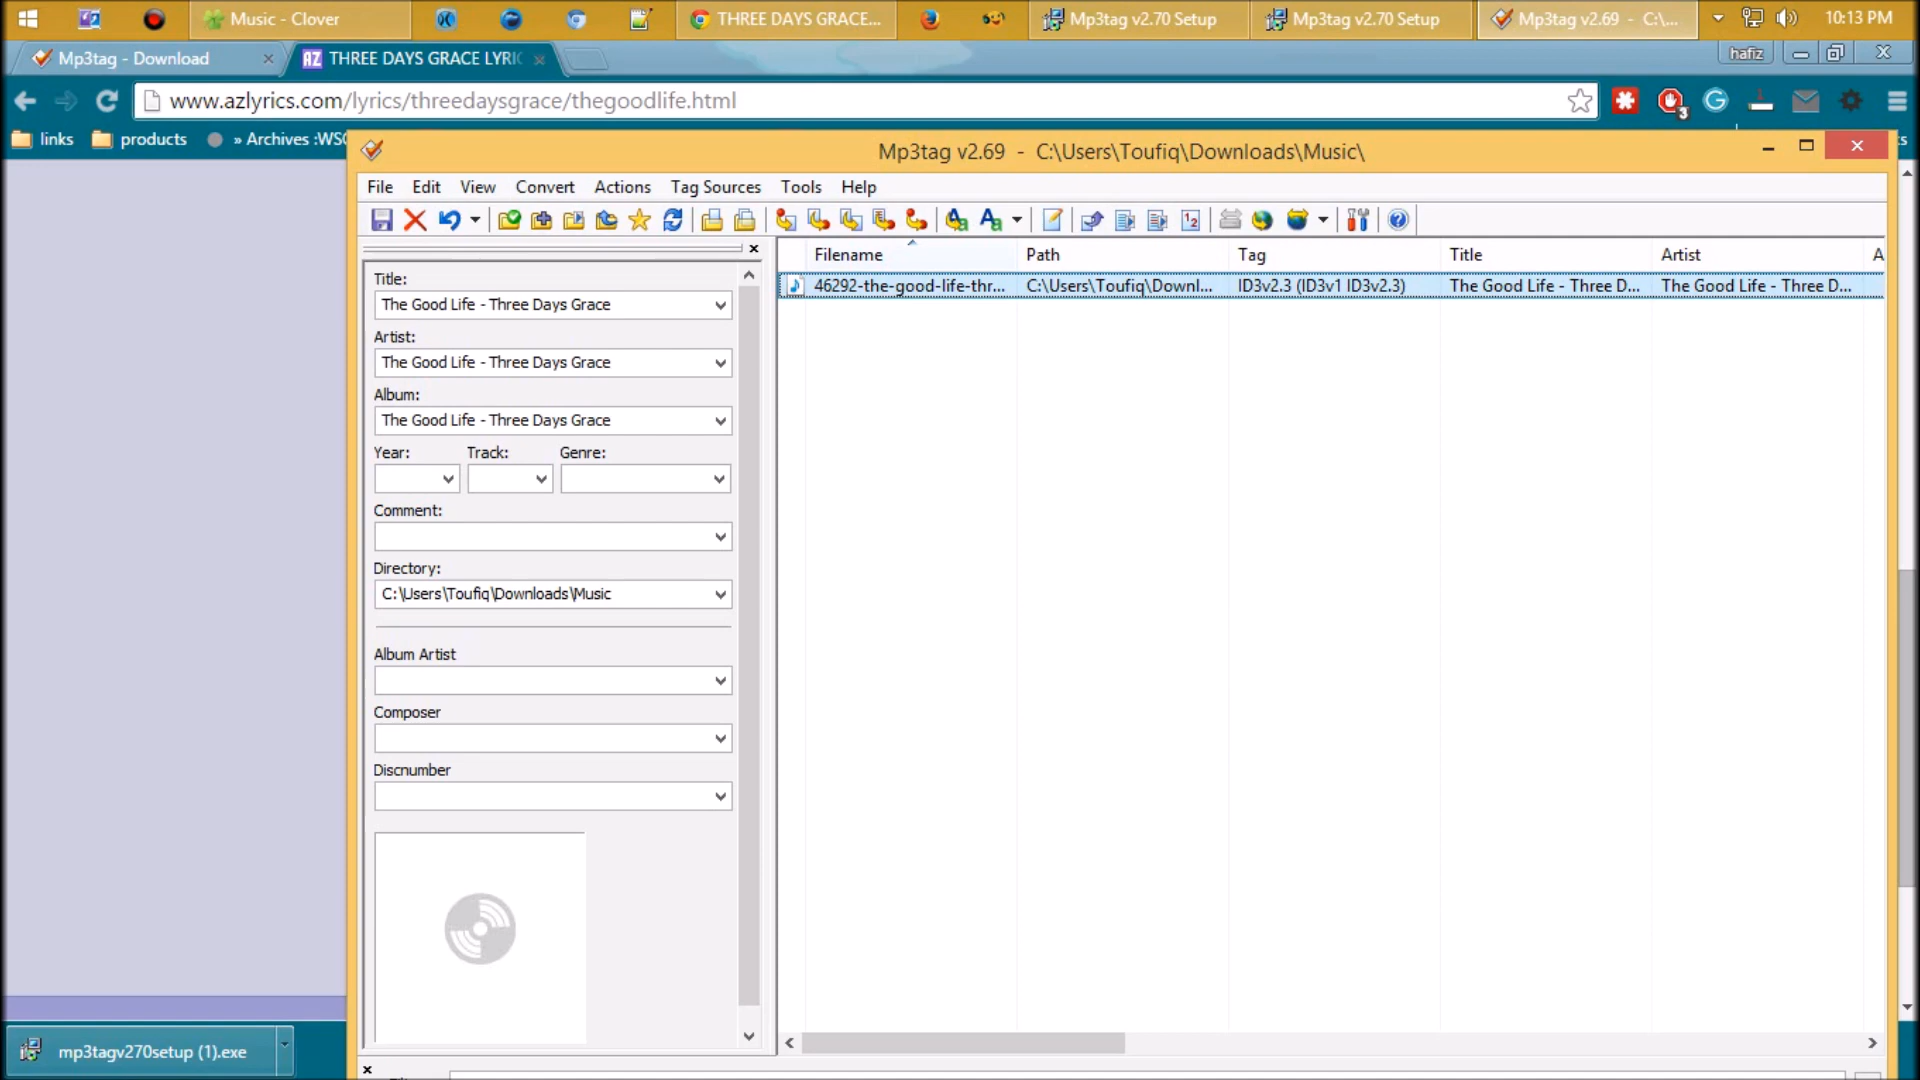 Music - Clover
THREE DAYS GRACE...
Mp3tag v2.70 Setup
Mp3tag v2.70 Setup
Mp3tag v2.69 - C:\...
10:13 PM
Mp3tag - Download
AZ THREE DAYS GRACE LYRIC
hafiz
www.azlyrics.com/lyrics/threedaysgrace/thegoodlife.html
3
links
products
» Archives :WSO
Mp3tag v2.69 - C:\Users\Toufiq\Downloads\Music\
File Edit View Convert Actions Tag Sources Tools Help
Filename Path Tag Title Artist A
46292-the-good-life-thr... C:\Users\Toufiq\Downl... ID3v2.3 (ID3v1 ID3v2.3) The Good Life - Three D... The Good Life - Three D...
Title:
The Good Life - Three Days Grace
Artist:
The Good Life - Three Days Grace
Album:
The Good Life - Three Days Grace
Year: Track: Genre:
Comment:
Directory:
C:\Users\Toufiq\Downloads\Music
Album Artist
Composer
Discnumber
mp3tagv270setup (1).exe